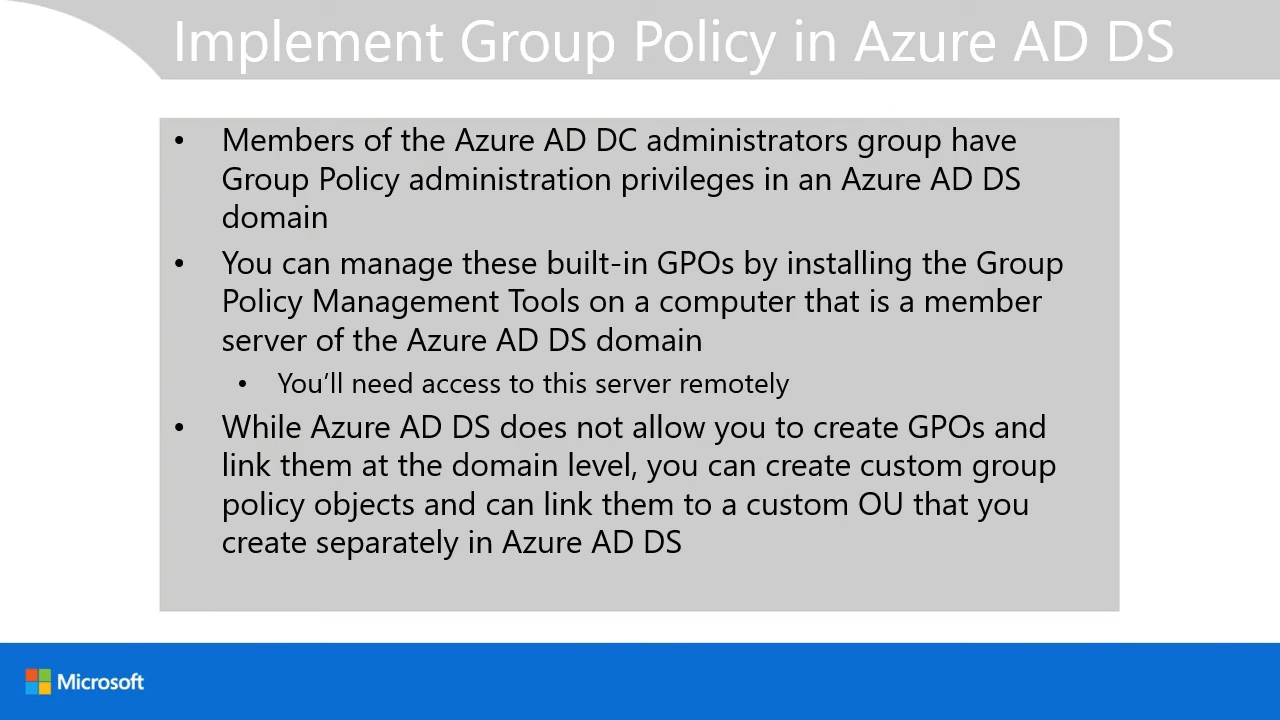 Implement Group Policy in Azure AD DS
• Members of the Azure AD DC administrators group have
Group Policy administration privileges in an Azure AD DS
domain
• You can manage these built-in GPOs by installing the Group
Policy Management Tools on a computer that is a member
server of the Azure AD DS domain
• You’ll need access to this server remotely
• While Azure AD DS does not allow you to create GPOs and
link them at the domain level, you can create custom group
policy objects and can link them to a custom OU that you
create separately in Azure AD DS
Microsoft